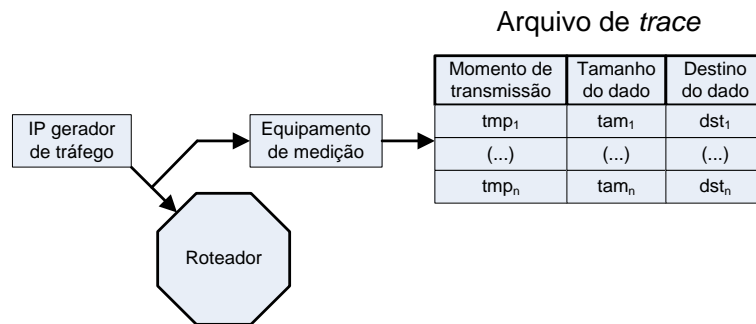 Arquivo de trace
Momento de
transmissão
Tamanho
do dado
Destino
do dado
tmp₁
tam₁
dst₁
(...)
(...)
(...)
tmpₙ
tamₙ
dstₙ
IP gerador
de tráfego
Equipamento
de medição
Roteador